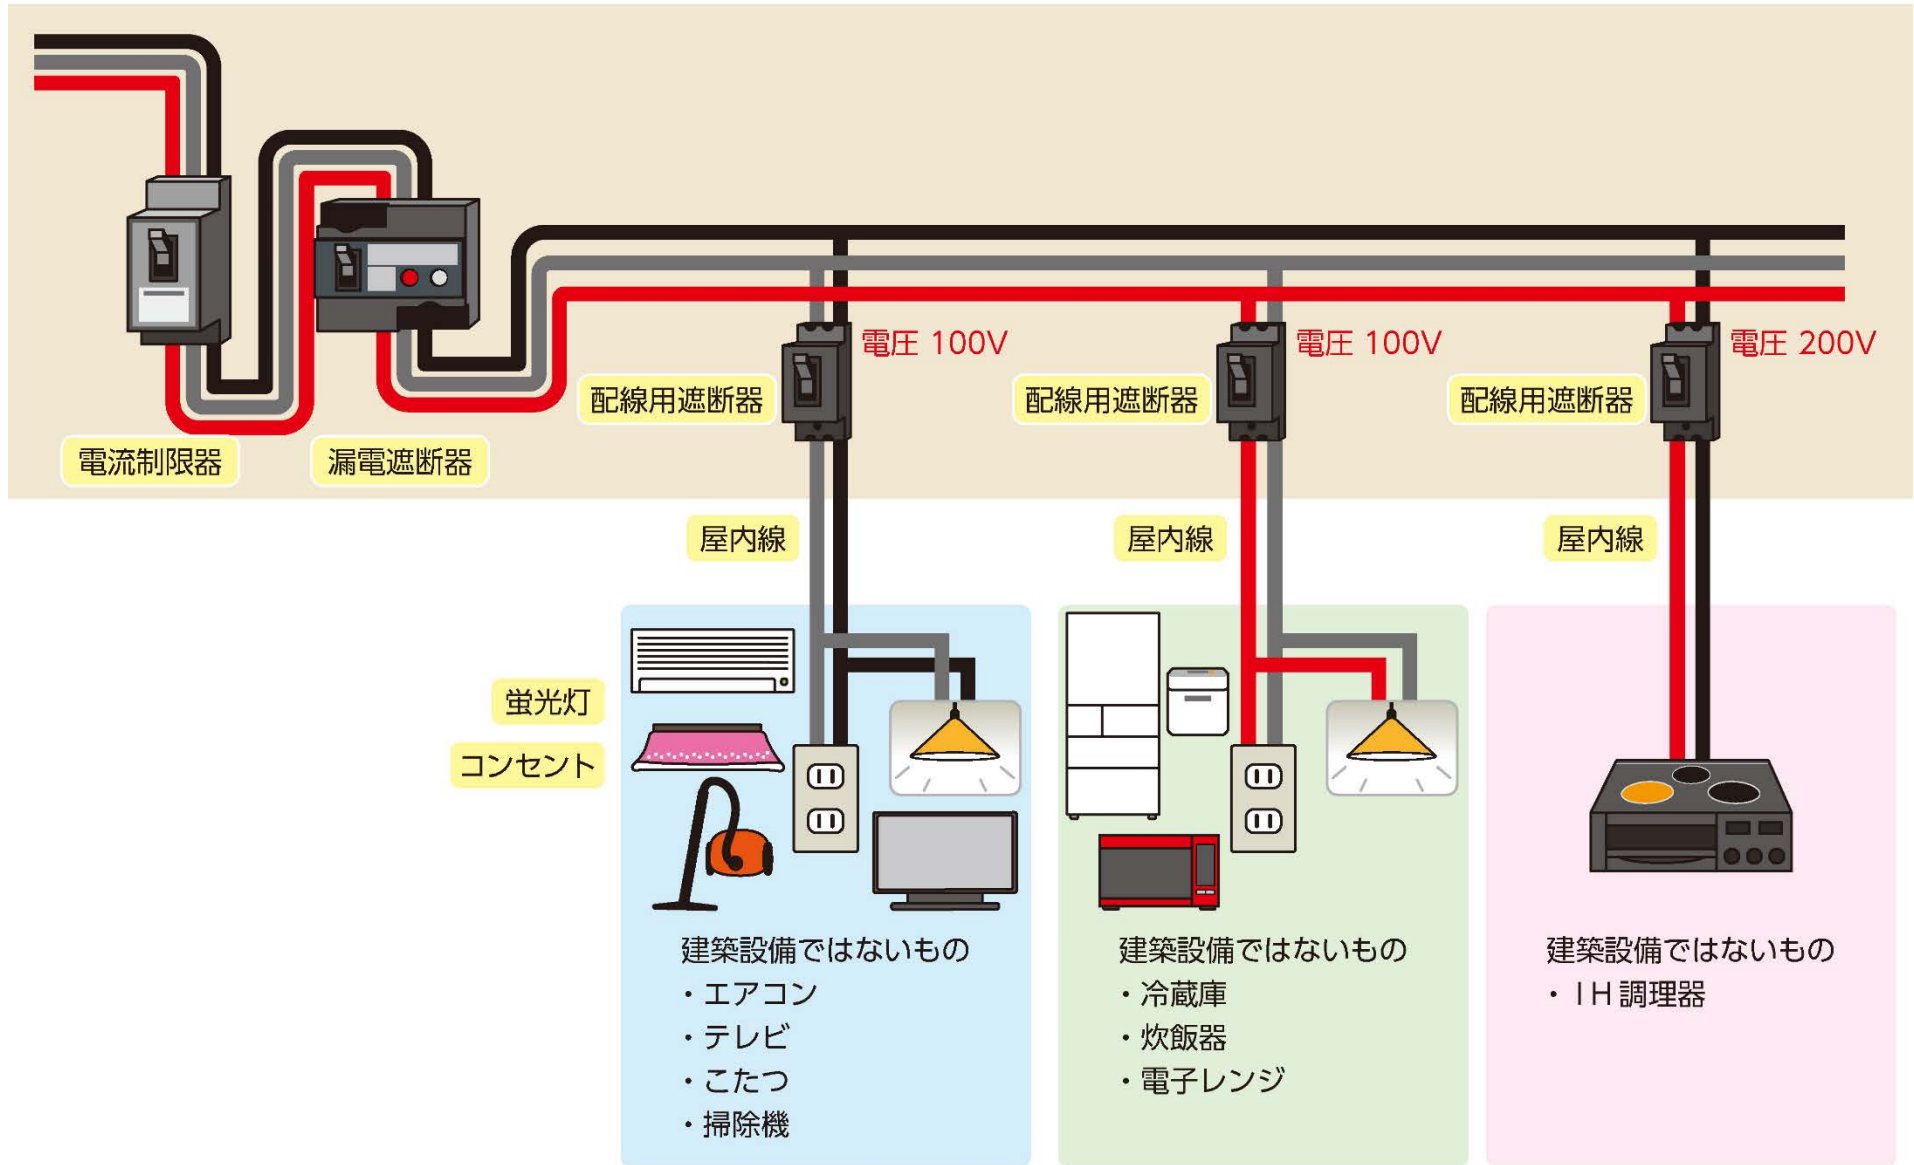 電圧 100V
電圧 100V
電圧 200V
配線用遮断器
配線用遮断器
配線用遮断器
電流制限器
漏電遮断器
屋内線
屋内線
屋内線
蛍光灯
コンセント
建築設備ではないもの
・エアコン
・テレビ
・こたつ
・掃除機
建築設備ではないもの
・冷蔵庫
・炊飯器
・電子レンジ
建築設備ではないもの
・IH調理器